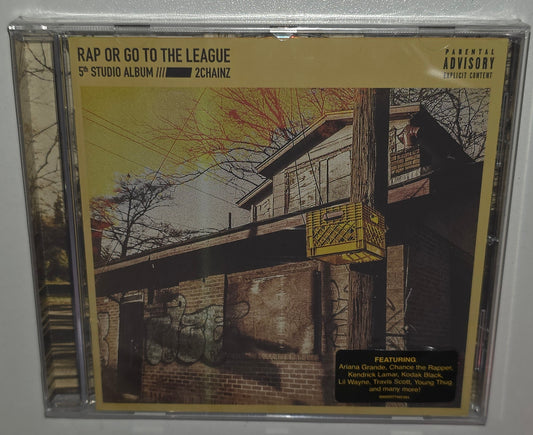 RAP OR GO TO THE LEAGUE
5th STUDIO ALBUM /// 2CHAINZ
PARENTAL
ADVISORY
EXPLICIT CONTENT
FEATURING
Ariana Grande, Chance the Rapper,
Kendrick Lamar, Kodak Black,
Lil Wayne, Travis Scott, Young Thug
and many more!